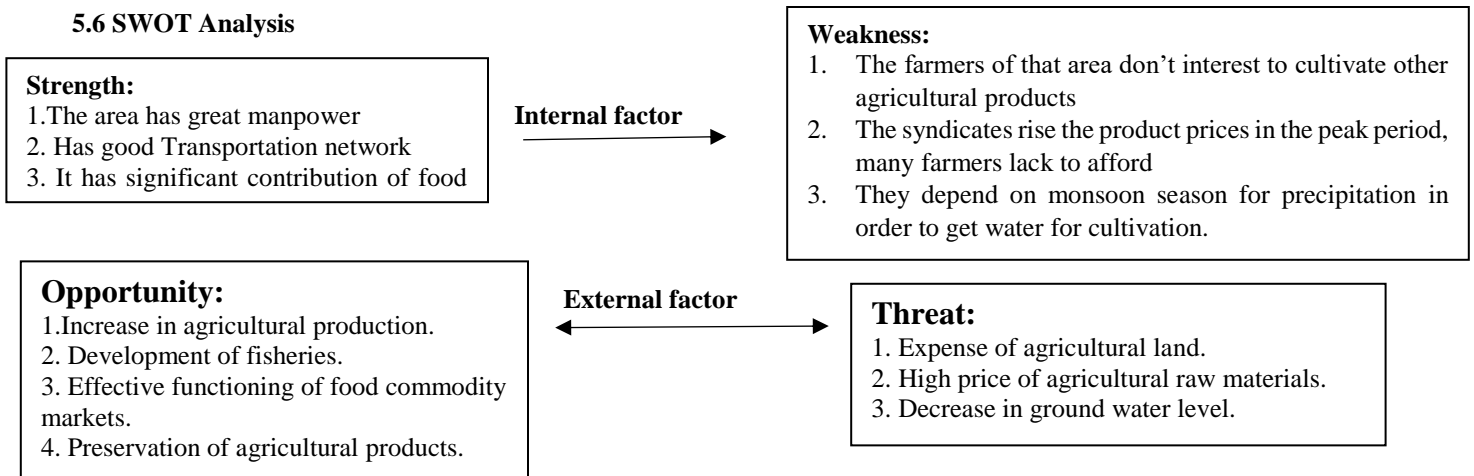 5.6 SWOT Analysis
Strength:
1.The area has great manpower
2. Has good Transportation network
3. It has significant contribution of food
Internal factor
Weakness:
1. The farmers of that area don’t interest to cultivate other
agricultural products
2. The syndicates rise the product prices in the peak period,
many farmers lack to afford
3. They depend on monsoon season for precipitation in
order to get water for cultivation.
Opportunity:
1.Increase in agricultural production.
2. Development of fisheries.
3. Effective functioning of food commodity
markets.
4. Preservation of agricultural products.
External factor
Threat:
1. Expense of agricultural land.
2. High price of agricultural raw materials.
3. Decrease in ground water level.